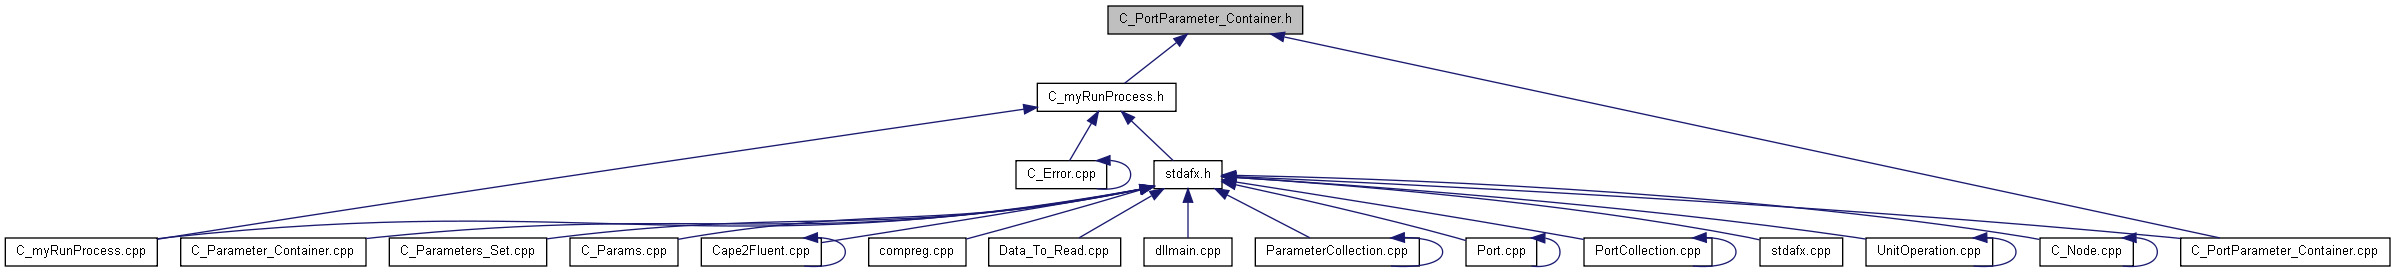 C_PortParameter_Container.h
C_myRunProcess.h
C_Error.cpp
stdafx.h
C_myRunProcess.cpp
C_Parameter_Container.cpp
C_Parameters_Set.cpp
C_Params.cpp
Cape2Fluent.cpp
compreg.cpp
Data_To_Read.cpp
dllmain.cpp
ParameterCollection.cpp
Port.cpp
PortCollection.cpp
stdafx.cpp
UnitOperation.cpp
C_Node.cpp
C_PortParameter_Container.cpp